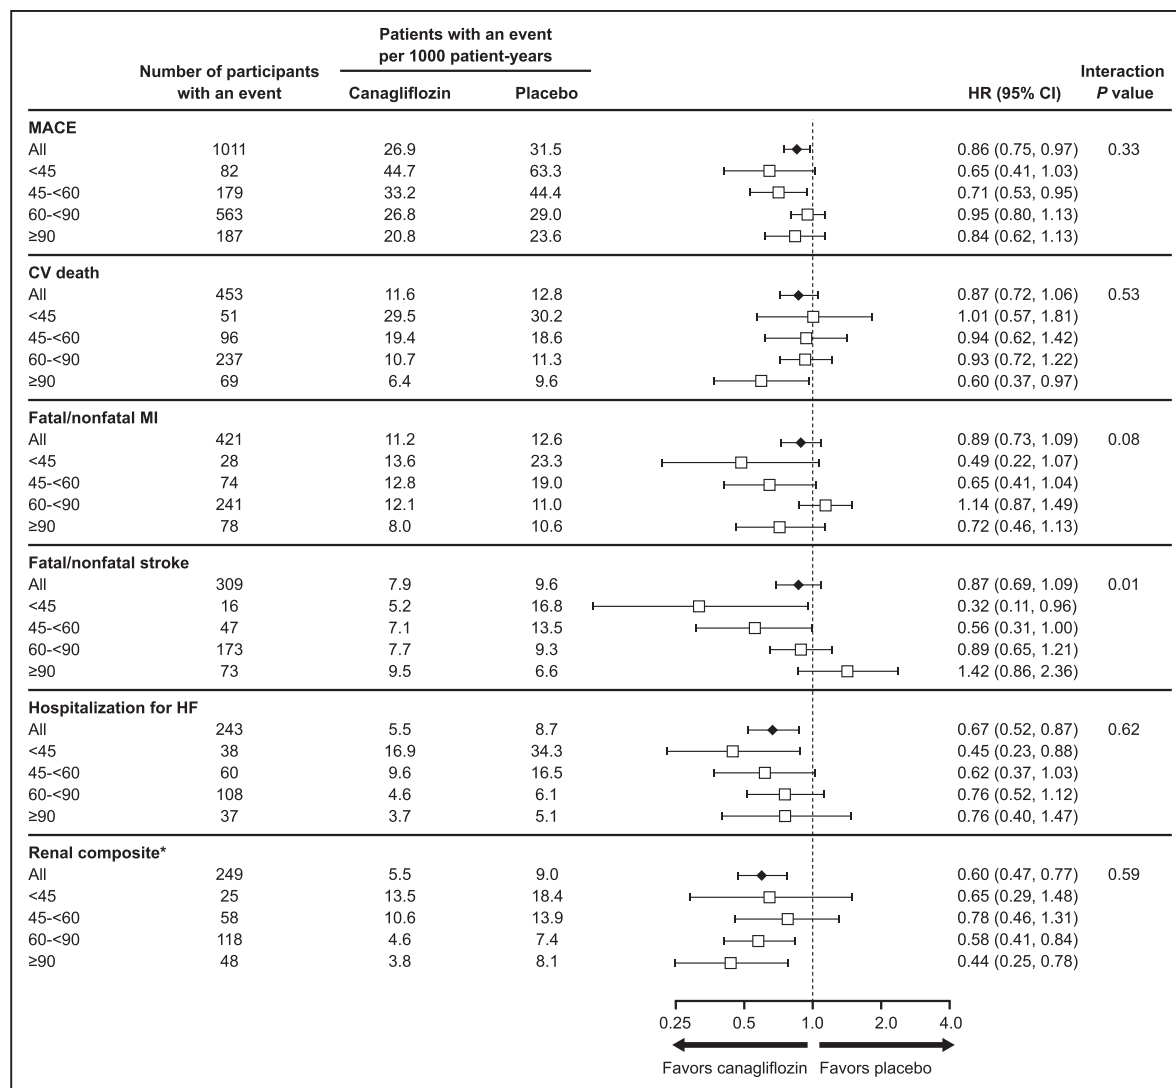 Patients with an event
per 1000 patient-years
Number of participants Interaction
with an event Canagliflozin Placebo HR (95% CI) P value
MACE
All 1011 26.9 31.5 0.86 (0.75, 0.97) 0.33
<45 82 44.7 63.3 0.65 (0.41, 1.03)
45-<60 179 33.2 44.4 0.71 (0.53, 0.95)
60-<90 563 26.8 29.0 0.95 (0.80, 1.13)
≥90 187 20.8 23.6 0.84 (0.62, 1.13)
CV death
All 453 11.6 12.8 0.87 (0.72, 1.06) 0.53
<45 51 29.5 30.2 1.01 (0.57, 1.81)
45-<60 96 19.4 18.6 0.94 (0.62, 1.42)
60-<90 237 10.7 11.3 0.93 (0.72, 1.22)
≥90 69 6.4 9.6 0.60 (0.37, 0.97)
Fatal/nonfatal MI
All 421 11.2 12.6 0.89 (0.73, 1.09) 0.08
<45 28 13.6 23.3 0.49 (0.22, 1.07)
45-<60 74 12.8 19.0 0.65 (0.41, 1.04)
60-<90 241 12.1 11.0 1.14 (0.87, 1.49)
≥90 78 8.0 10.6 0.72 (0.46, 1.13)
Fatal/nonfatal stroke
All 309 7.9 9.6 0.87 (0.69, 1.09) 0.01
<45 16 5.2 16.8 0.32 (0.11, 0.96)
45-<60 47 7.1 13.5 0.56 (0.31, 1.00)
60-<90 173 7.7 9.3 0.89 (0.65, 1.21)
≥90 73 9.5 6.6 1.42 (0.86, 2.36)
Hospitalization for HF
All 243 5.5 8.7 0.67 (0.52, 0.87) 0.62
<45 38 16.9 34.3 0.45 (0.23, 0.88)
45-<60 60 9.6 16.5 0.62 (0.37, 1.03)
60-<90 108 4.6 6.1 0.76 (0.52, 1.12)
≥90 37 3.7 5.1 0.76 (0.40, 1.47)
Renal composite*
All 249 5.5 9.0 0.60 (0.47, 0.77) 0.59
<45 25 13.5 18.4 0.65 (0.29, 1.48)
45-<60 58 10.6 13.9 0.78 (0.46, 1.31)
60-<90 118 4.6 7.4 0.58 (0.41, 0.84)
≥90 48 3.8 8.1 0.44 (0.25, 0.78)
0.25 0.5 1.0 2.0 4.0
Favors canagliflozin Favors placebo